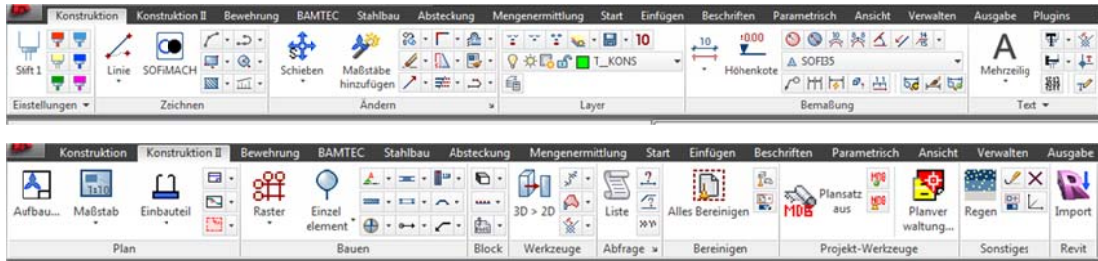 Konstruktion Konstruktion II Bewehrung BAMTEC Stahlbau Absteckung Mengenermittlung Start Einfügen Beschriften Parametrisch Ansicht Verwalten Ausgabe Plugins
10 10 ±0.00
Stift 1 Linie SOFiMACH Schieben Maßstäbe hinzufügen T__KONS Höhenkote SOFI35 A Mehrzeilig
Einstellungen Zeichnen Ändern Layer Bemaßung Text
Konstruktion Konstruktion II Bewehrung BAMTEC Stahlbau Absteckung Mengenermittlung Start Einfügen Beschriften Parametrisch Ansicht Verwalten Ausgabe
Aufbau... Maßstab Einbauteil Raster Einzel element 3D > 2D Liste Alles Bereinigen MDB Plansatz aus Planver waltung... Regen Import
Plan Bauen Block Werkzeuge Abfrage Bereinigen Projekt-Werkzeuge Sonstiges Revit